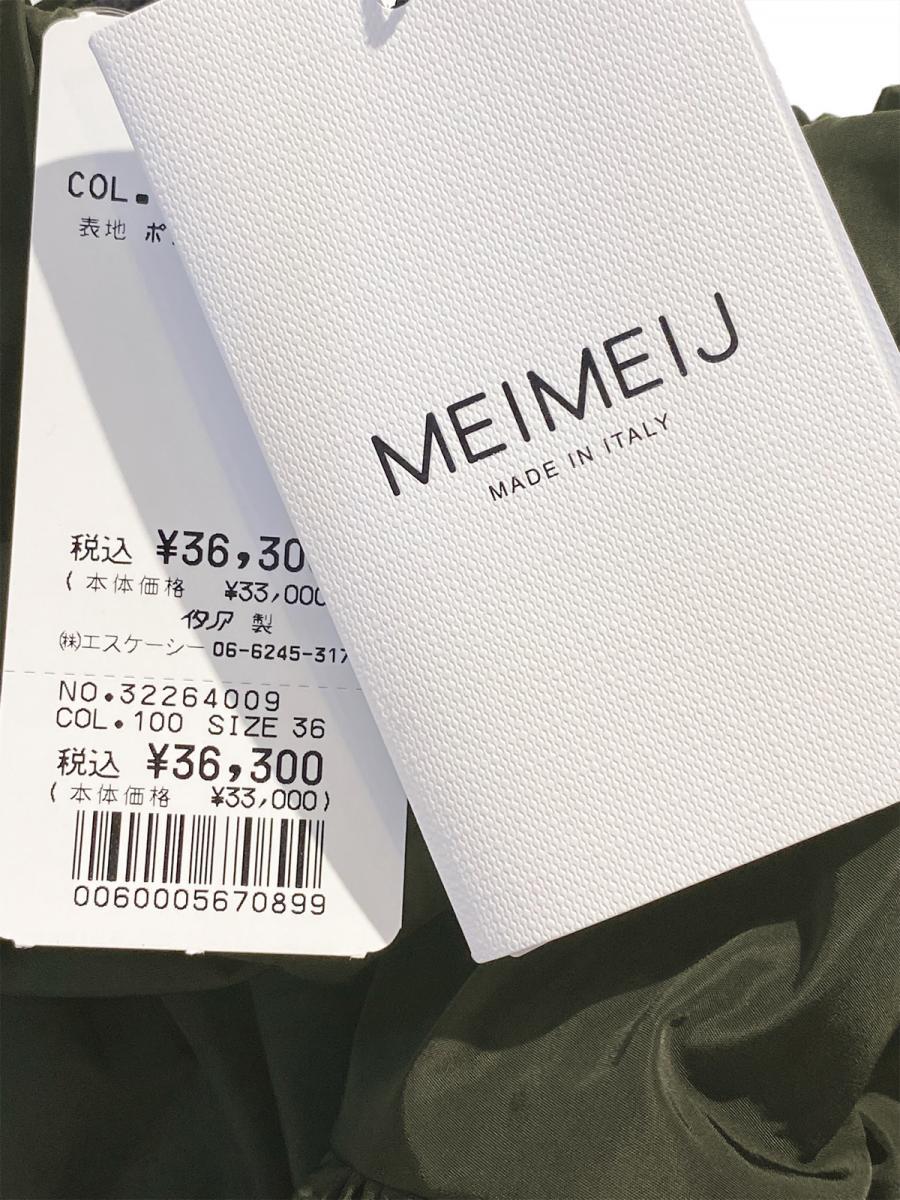 COL.
表地 ポ
税込 ¥36,30
(本体価格 ¥33,000
イタリア 製
㈱エスケーシー 06-6245-317
NO.32264009
COL.100 SIZE 36
税込 ¥36,300
(本体価格 ¥33,000)
0060005670899
MEIMEIJ
MADE IN ITALY